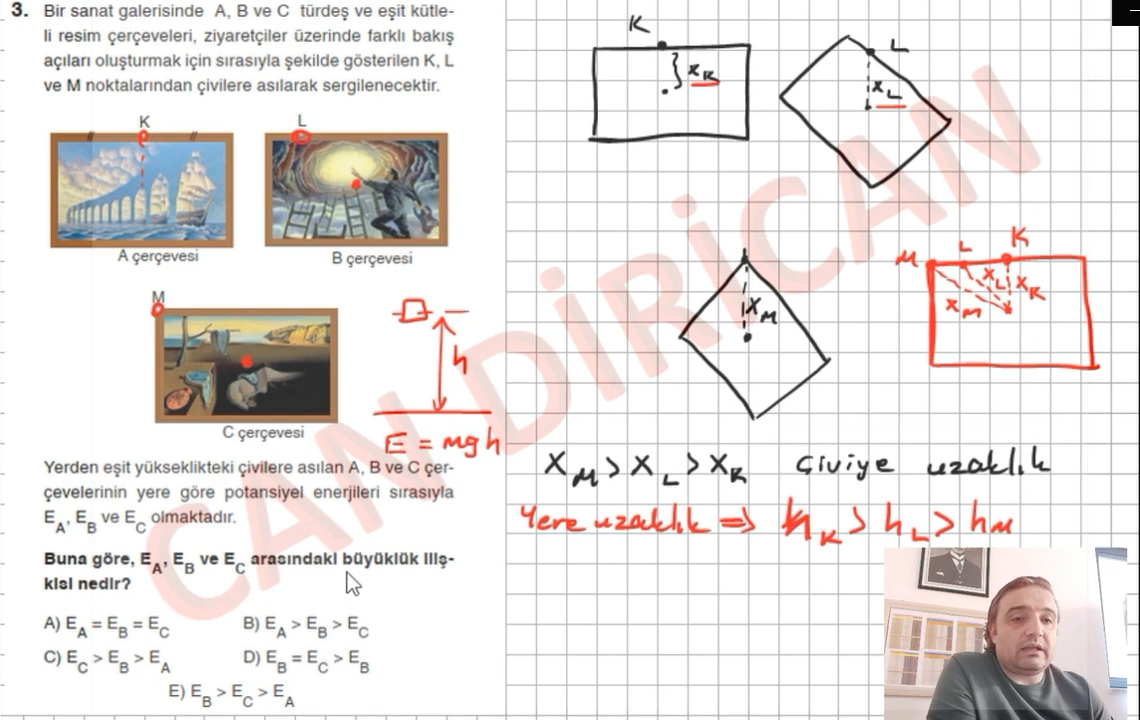 3. Bir sanat galerisinde A, B ve C türdeş ve eşit kütle-
li resim çerçeveleri, ziyaretçiler üzerinde farklı bakış
açıları oluşturmak için sırasıyla şekilde gösterilen K, L
ve M noktalarından çivilere asılarak sergilenecektir.
K
L
A çerçevesi
B çerçevesi
M
C çerçevesi
h
E = mgh
Yerden eşit yükseklikteki çivilere asılan A, B ve C çer-
çevelerinin yere göre potansiyel enerjileri sırasıyla
E_A, E_B ve E_C olmaktadır.
Buna göre, E_A, E_B ve E_C arasındaki büyüklük iliş-
kisi nedir?
A) E_A = E_B = E_C
B) E_A > E_B > E_C
C) E_C > E_B > E_A
D) E_B = E_C > E_B
E) E_B > E_C > E_A
K
x_K
L
x_L
x_M
M L K
x_M x_L x_K
x_M > x_L > x_K Çiviye uzaklık
Yere uzaklık ⇒ h_K > h_L > h_M
CAN DİRİCAN